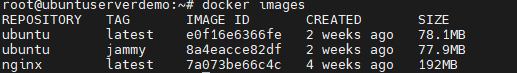 root@ubuntuserverdemo:~# docker images
REPOSITORY   TAG       IMAGE ID       CREATED       SIZE
ubuntu       latest    e0f16e6366fe   2 weeks ago   78.1MB
ubuntu       jammy     8a4eacce82df   2 weeks ago   77.9MB
nginx        latest    7a073be66c4c   4 weeks ago   192MB